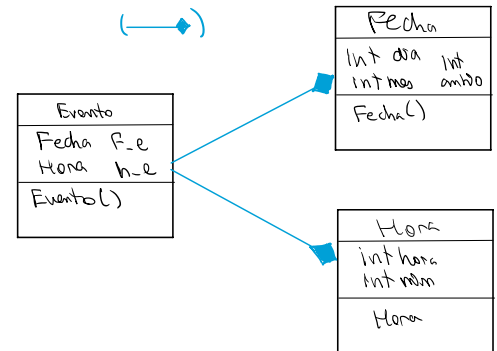 Evento
Fecha F_e
Hora h_e
Evento()
Fecha
int dia int
int mes
Fecha()
Hora
int hora
int min
Hora